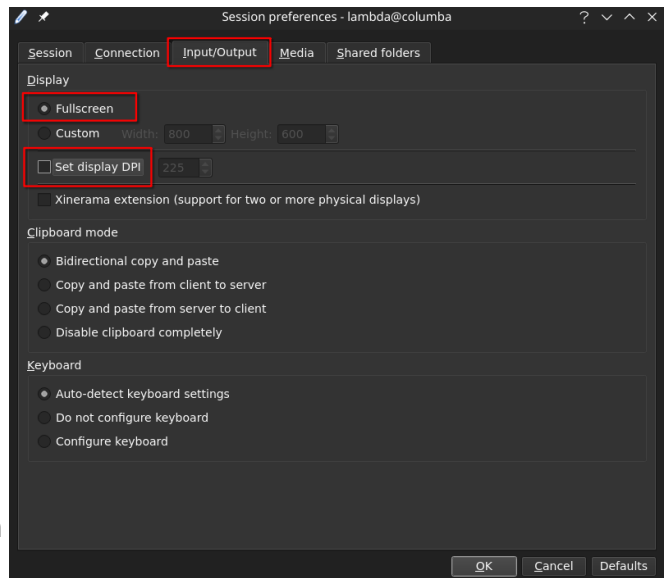 Session preferences - lambda@columba
Session Connection Input/Output Media Shared folders
Display
Fullscreen
Custom Width: 800 Height: 600
Set display DPI 225
Xinerama extension (support for two or more physical displays)
Clipboard mode
Bidirectional copy and paste
Copy and paste from client to server
Copy and paste from server to client
Disable clipboard completely
Keyboard
Auto-detect keyboard settings
Do not configure keyboard
Configure keyboard
OK Cancel Defaults